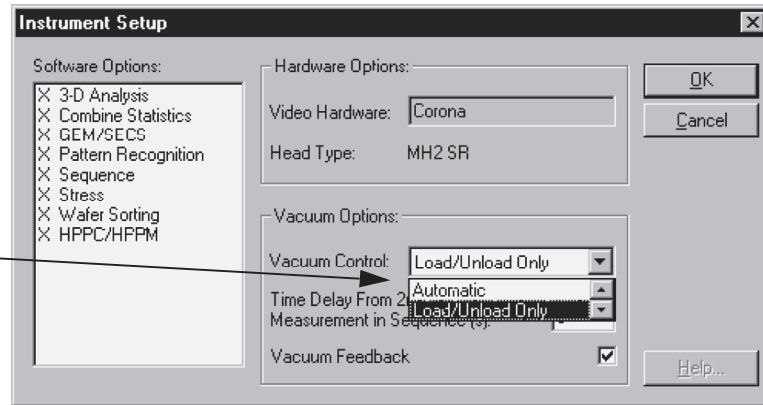 Instrument Setup
Software Options:
X 3-D Analysis
X Combine Statistics
X GEM/SECS
X Pattern Recognition
X Sequence
X Stress
X Wafer Sorting
X HPPC/HPPM
Hardware Options:
Video Hardware: Corona
Head Type: MH2 SR
Vacuum Options:
Vacuum Control: Load/Unload Only
Automatic
Load/Unload Only
Time Delay From
Measurement in Sequence (s):
Vacuum Feedback
OK
Cancel
Help...